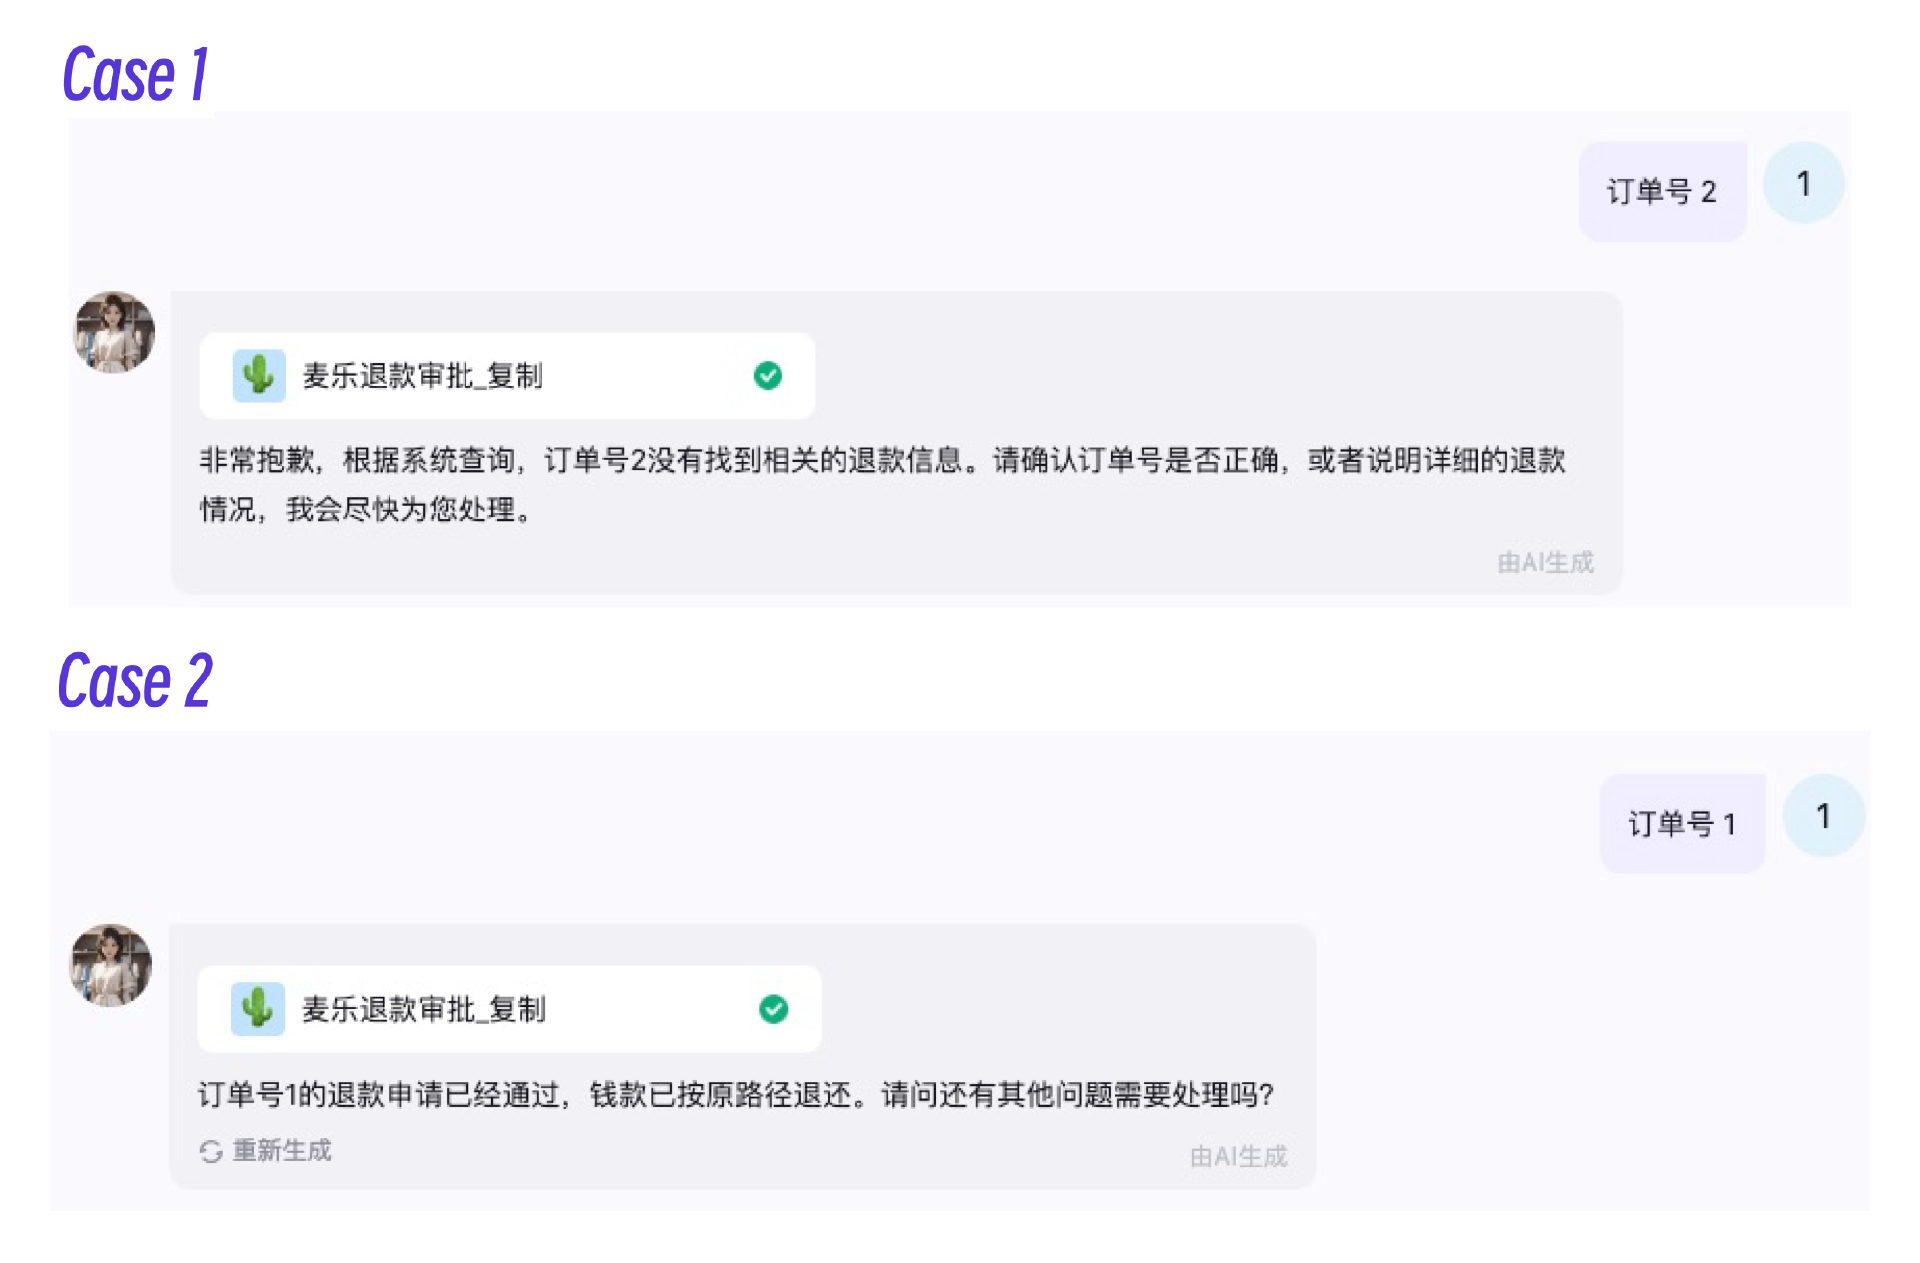 Case 1
订单号 2
1
麦乐退款审批_复制
非常抱歉，根据系统查询，订单号2没有找到相关的退款信息。请确认订单号是否正确，或者说明详细的退款
情况，我会尽快为您处理。
由AI生成
Case 2
订单号 1
1
麦乐退款审批_复制
订单号1的退款申请已经通过，钱款已按原路径退还。请问还有其他问题需要处理吗?
重新生成
由AI生成